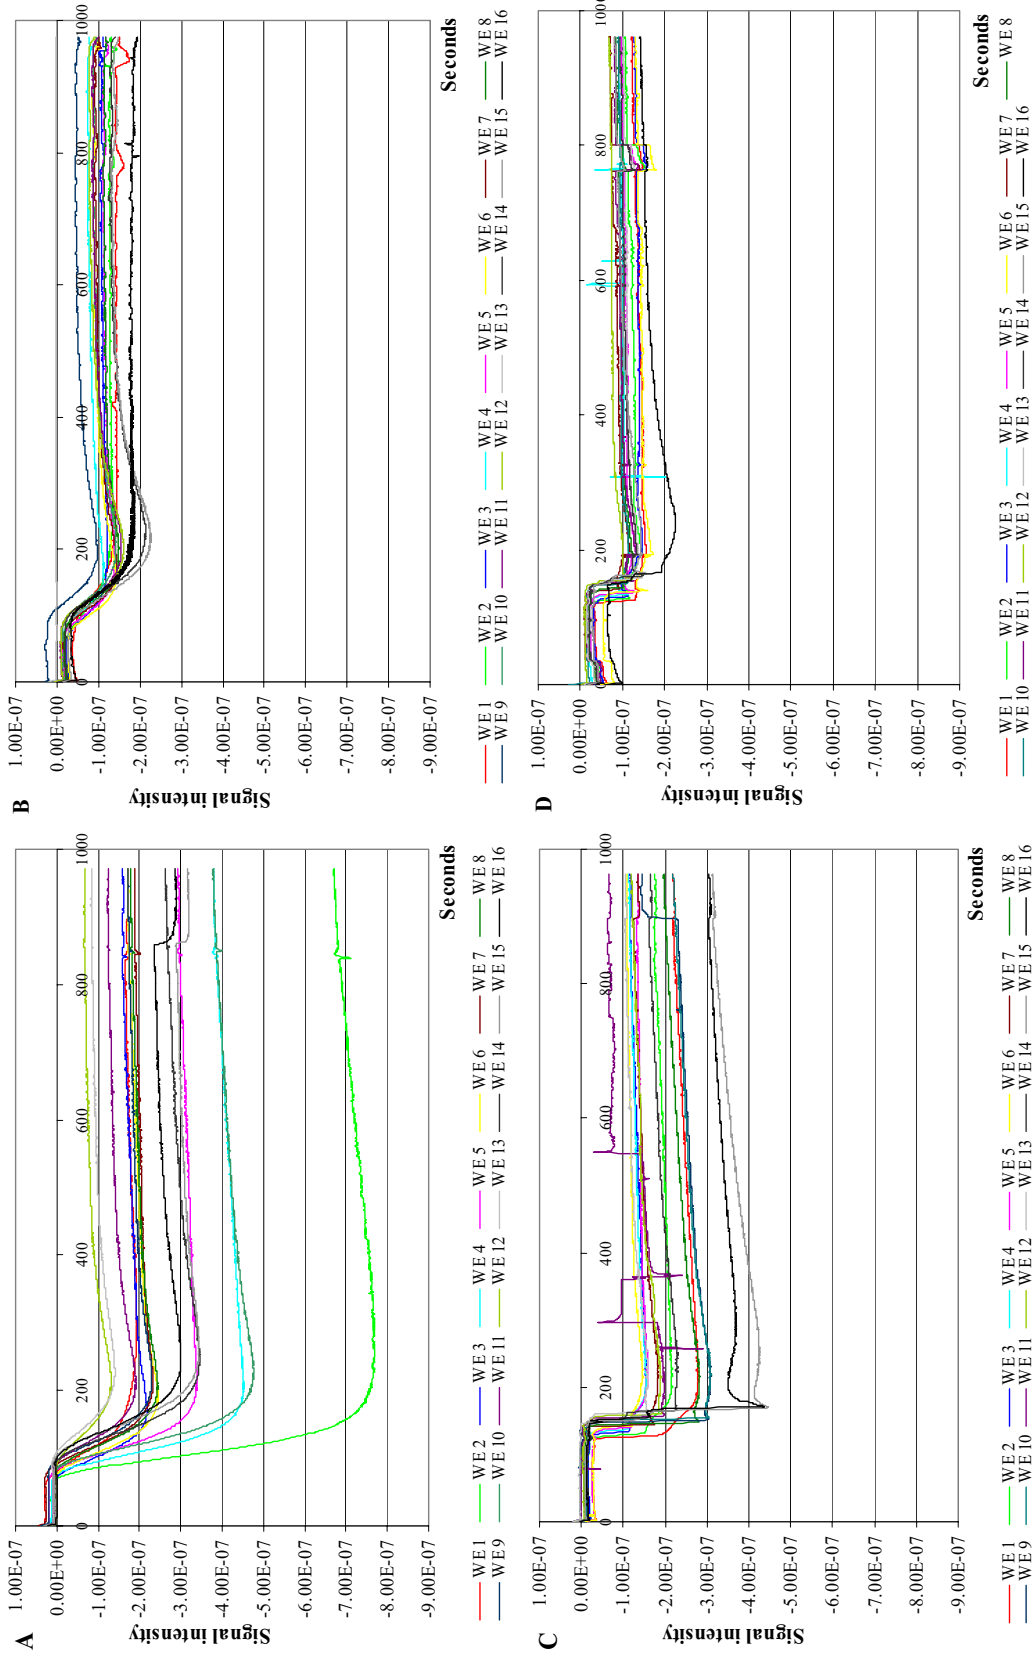 A
Signal intensity
1.00E-07
0.00E+00
-1.00E-07
-2.00E-07
-3.00E-07
-4.00E-07
-5.00E-07
-6.00E-07
-7.00E-07
-8.00E-07
-9.00E-07
0 200 400 600 800 1000
Seconds
WE 1 WE 2 WE 3 WE 4 WE 5 WE 6 WE 7 WE 8
WE 9 WE 10 WE 11 WE 12 WE 13 WE 14 WE 15 WE 16
B
Signal intensity
1.00E-07
0.00E+00
-1.00E-07
-2.00E-07
-3.00E-07
-4.00E-07
-5.00E-07
-6.00E-07
-7.00E-07
-8.00E-07
-9.00E-07
0 200 400 600 800 1000
Seconds
WE 1 WE 2 WE 3 WE 4 WE 5 WE 6 WE 7 WE 8
WE 9 WE 10 WE 11 WE 12 WE 13 WE 14 WE 15 WE 16
C
Signal intensity
1.00E-07
0.00E+00
-1.00E-07
-2.00E-07
-3.00E-07
-4.00E-07
-5.00E-07
-6.00E-07
-7.00E-07
-8.00E-07
-9.00E-07
0 200 400 600 800 1000
Seconds
WE 1 WE 2 WE 3 WE 4 WE 5 WE 6 WE 7 WE 8
WE 9 WE 10 WE 11 WE 12 WE 13 WE 14 WE 15 WE 16
D
Signal intensity
1.00E-07
0.00E+00
-1.00E-07
-2.00E-07
-3.00E-07
-4.00E-07
-5.00E-07
-6.00E-07
-7.00E-07
-8.00E-07
-9.00E-07
0 200 400 600 800 1000
Seconds
WE 1 WE 2 WE 3 WE 4 WE 5 WE 6 WE 7 WE 8
WE 10 WE 11 WE 12 WE 13 WE 14 WE 15 WE 16